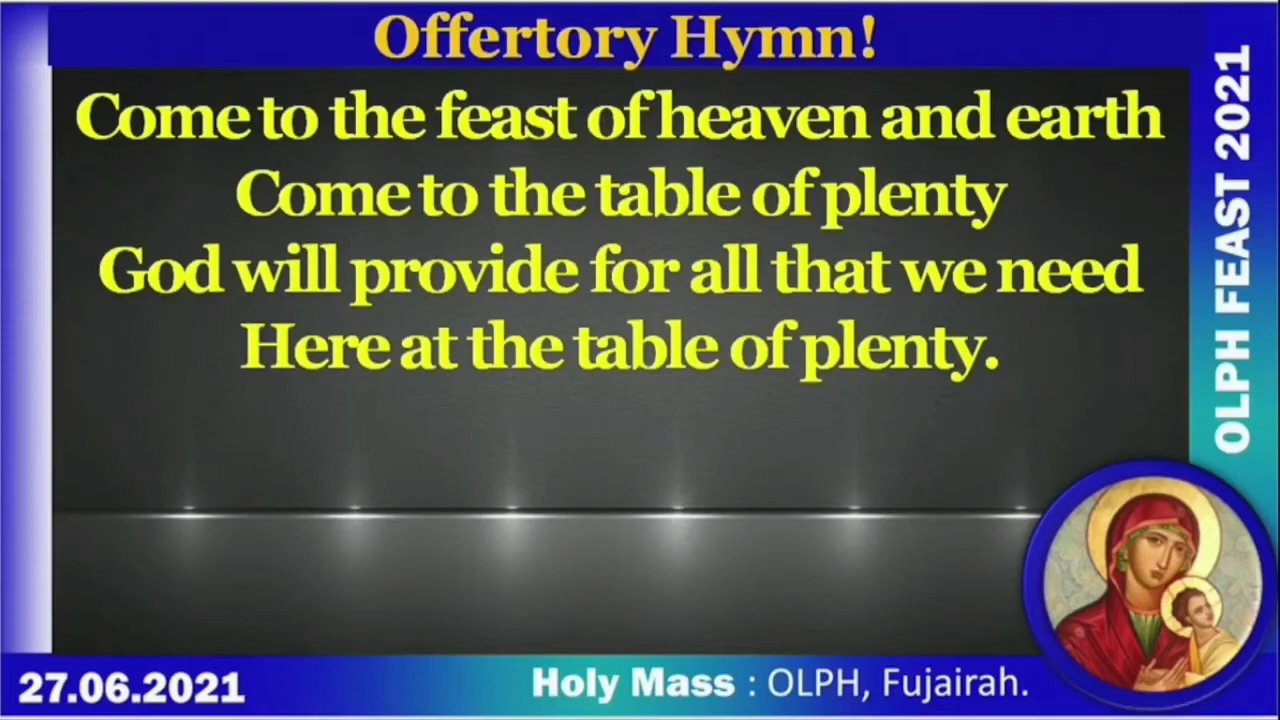 Offertory Hymn!
Come to the feast of heaven and earth
Come to the table of plenty
God will provide for all that we need
Here at the table of plenty.
OLPH FEAST 2021
27.06.2021
Holy Mass : OLPH, Fujairah.